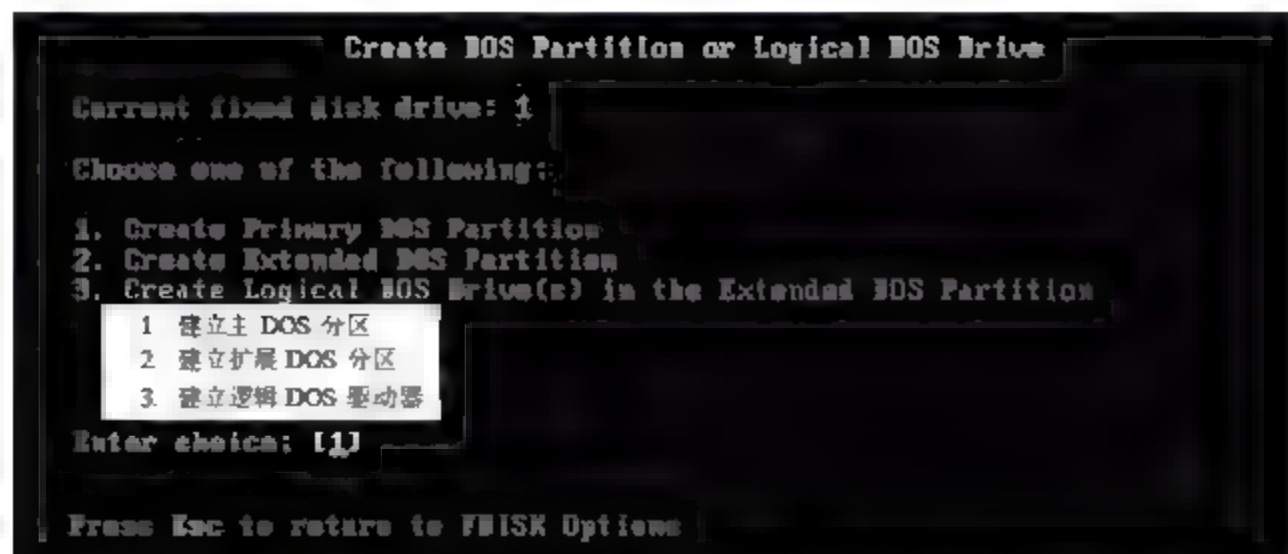 Create DOS Partition or Logical DOS Drive
Current fixed disk drive: 1
Choose one of the following:
1. Create Primary DOS Partition
2. Create Extended DOS Partition
3. Create Logical DOS Drive(s) in the Extended DOS Partition
1 建立主 DOS 分区
2 建立扩展 DOS 分区
3. 建立逻辑 DOS 驱动器
Enter choice: [1]
Press Esc to return to FDISK Options